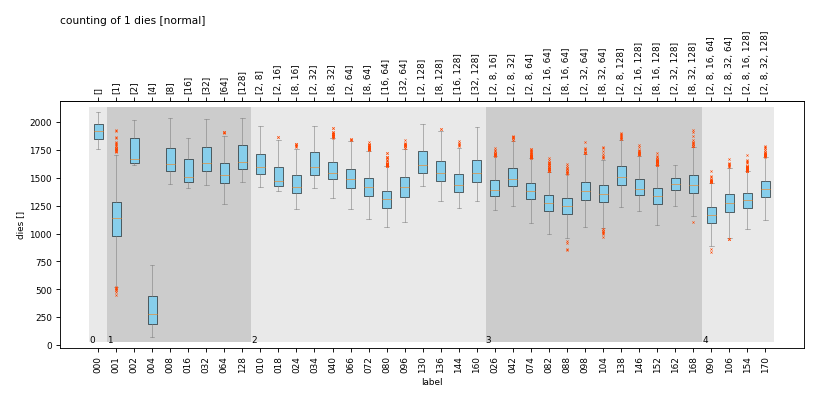 counting of 1 dies [normal]
[] [1] [2] [4] [8] [16] [32] [64] [128] [2, 8] [2, 16] [8, 16] [2, 32] [8, 32] [2, 64] [8, 64] [16, 64] [32, 64] [2, 128] [8, 128] [16, 128] [32, 128] [2, 8, 16] [2, 8, 32] [2, 8, 64] [2, 16, 64] [8, 16, 64] [2, 32, 64] [8, 32, 64] [2, 8, 128] [2, 16, 128] [8, 16, 128] [2, 32, 128] [8, 32, 128] [2, 8, 16, 64] [2, 8, 32, 64] [2, 8, 16, 128] [2, 8, 32, 128]
2000
1750
1500
1250
1000
750
500
250
0
dies []
0 1 2 3 4
000 001 002 004 008 016 032 064 128 010 018 024 034 040 066 072 080 096 130 136 144 160 026 042 074 082 088 098 104 138 146 152 162 168 090 106 154 170
label